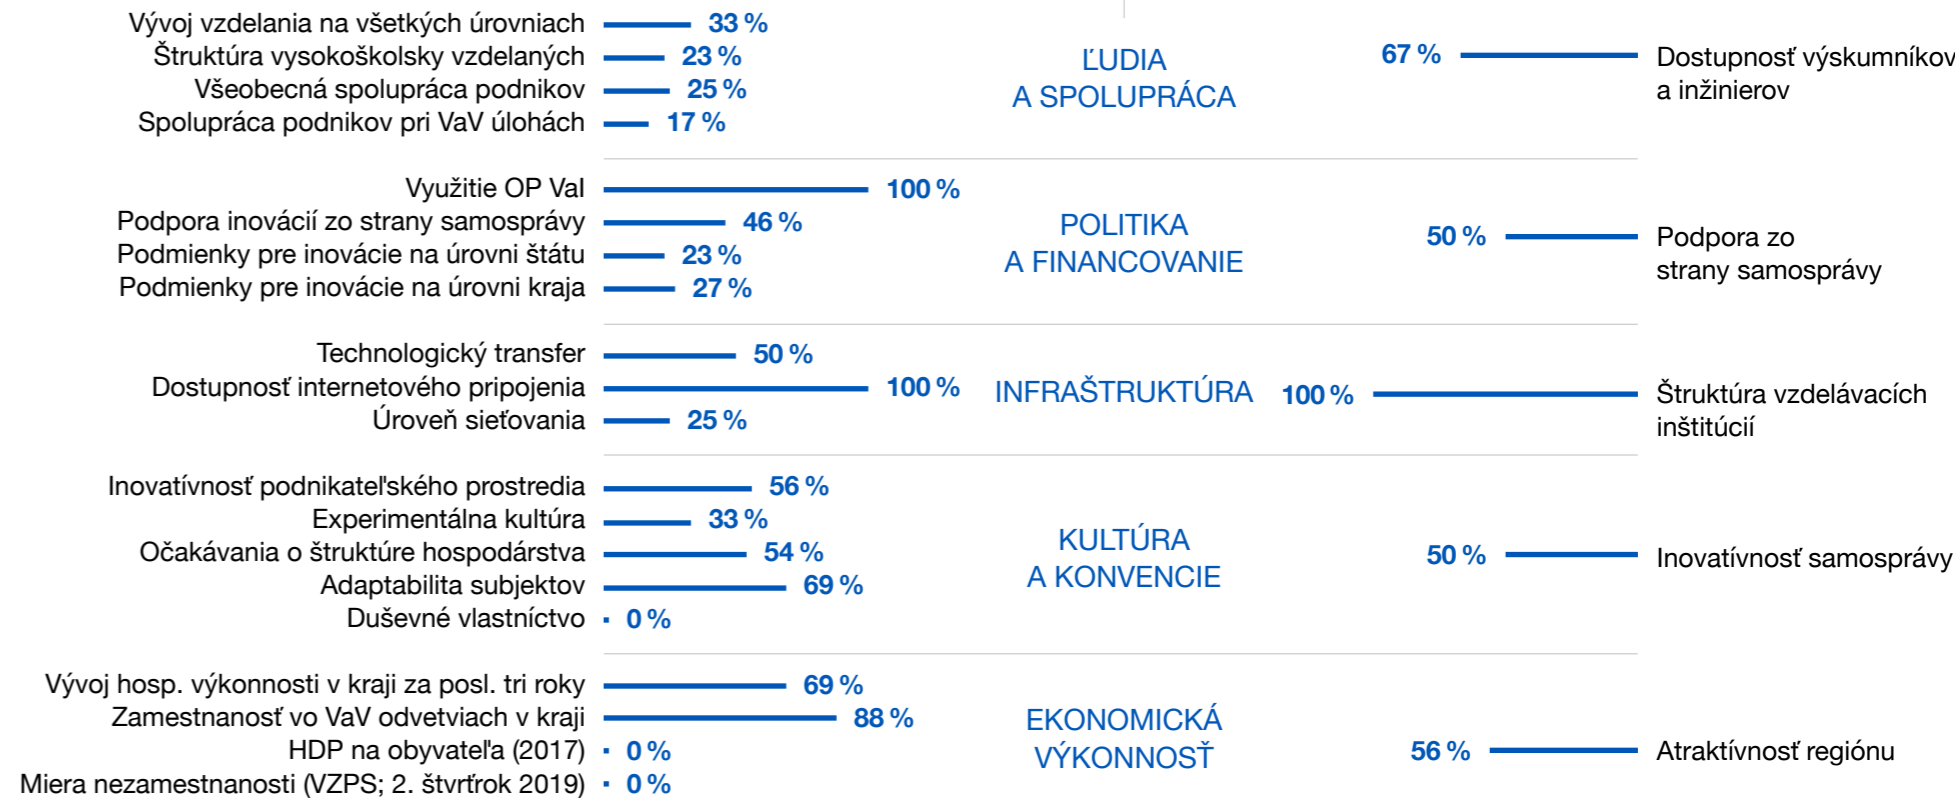 Vývoj vzdelania na všetkých úrovniach 33 %
Štruktúra vysokoškolsky vzdelaných 23 %
Všeobecná spolupráca podnikov 25 %
Spolupráca podnikov pri VaV úlohách 17 %
ĽUDIA
A SPOLUPRÁCA
67 % Dostupnosť výskumníkov
a inžinierov
Využitie OP VaI 100 %
Podpora inovácií zo strany samosprávy 46 %
Podmienky pre inovácie na úrovni štátu 23 %
Podmienky pre inovácie na úrovni kraja 27 %
POLITIKA
A FINANCOVANIE
50 % Podpora zo
strany samosprávy
Technologický transfer 50 %
Dostupnosť internetového pripojenia 100 %
Úroveň sieťovania 25 %
INFRAŠTRUKTÚRA
100 % Štruktúra vzdelávacích
inštitúcií
Inovatívnosť podnikateľského prostredia 56 %
Experimentálna kultúra 33 %
Očakávania o štruktúre hospodárstva 54 %
Adaptabilita subjektov 69 %
Duševné vlastníctvo 0 %
KULTÚRA
A KONVENCIE
50 % Inovatívnosť samosprávy
Vývoj hosp. výkonnosti v kraji za posl. tri roky 69 %
Zamestnanosť vo VaV odvetviach v kraji 88 %
HDP na obyvateľa (2017) 0 %
Miera nezamestnanosti (VZPS; 2. štvrťrok 2019) 0 %
EKONOMICKÁ
VÝKONNOSŤ
56 % Atraktívnosť regiónu